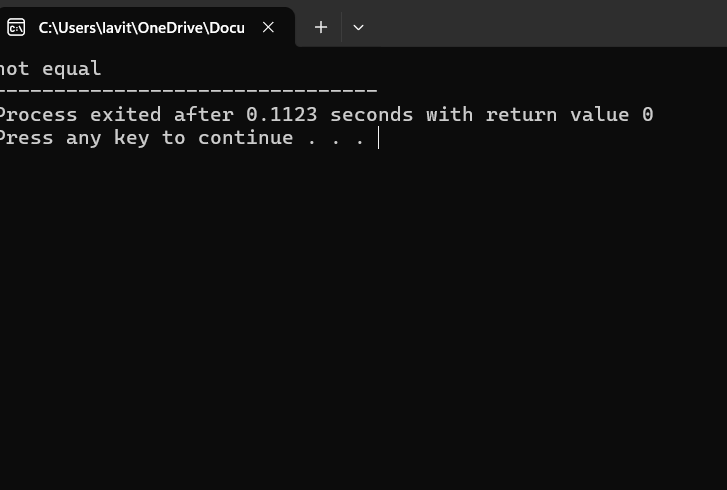 C:\Users\lavit\OneDrive\Docu
not equal
--------------------------------
Process exited after 0.1123 seconds with return value 0
Press any key to continue . . .